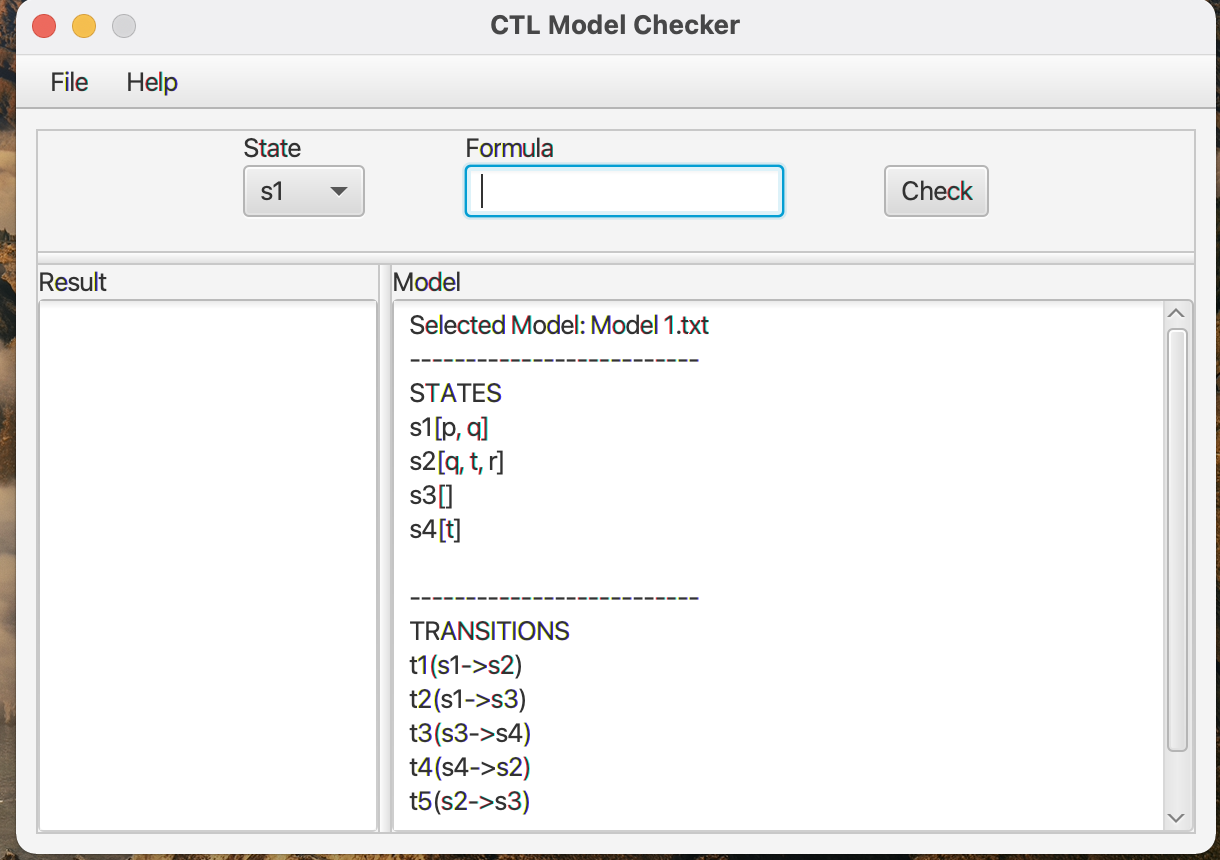 CTL Model Checker
File Help
State Formula
s1 Check
Result Model
Selected Model: Model 1.txt
--------------------------
STATES
s1[p, q]
s2[q, t, r]
s3[]
s4[t]
--------------------------
TRANSITIONS
t1(s1->s2)
t2(s1->s3)
t3(s3->s4)
t4(s4->s2)
t5(s2->s3)